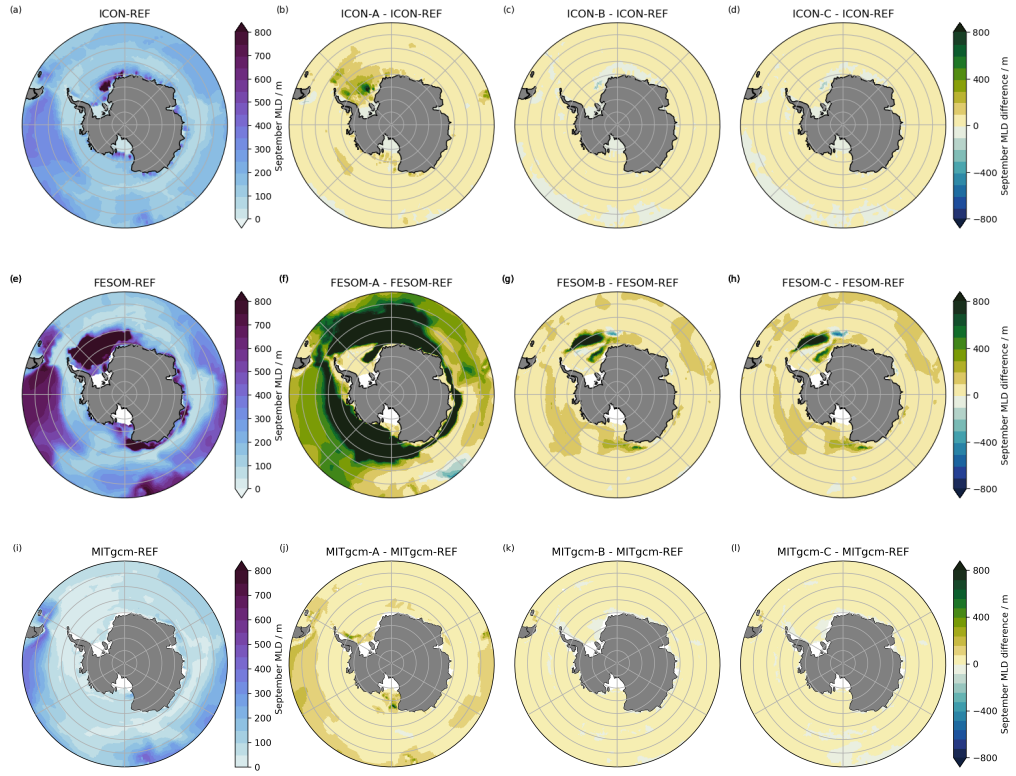 (a) ICON-REF
(b) ICON-A - ICON-REF
(c) ICON-B - ICON-REF
(d) ICON-C - ICON-REF
800
700
600
500
400
300
200
100
0
September MLD / m
800
400
0
−400
−800
September MLD difference / m
(e) FESOM-REF
(f) FESOM-A - FESOM-REF
(g) FESOM-B - FESOM-REF
(h) FESOM-C - FESOM-REF
800
700
600
500
400
300
200
100
0
September MLD / m
800
400
0
−400
−800
September MLD difference / m
(i) MITgcm-REF
(j) MITgcm-A - MITgcm-REF
(k) MITgcm-B - MITgcm-REF
(l) MITgcm-C - MITgcm-REF
800
700
600
500
400
300
200
100
0
September MLD / m
800
400
0
−400
−800
September MLD difference / m